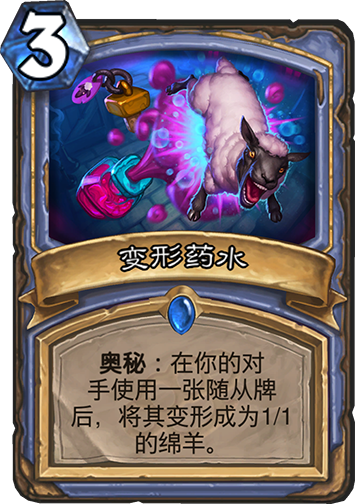 3
变形药水
奥秘：在你的对
手使用一张随从牌
后，将其变形成为1/1
的绵羊。